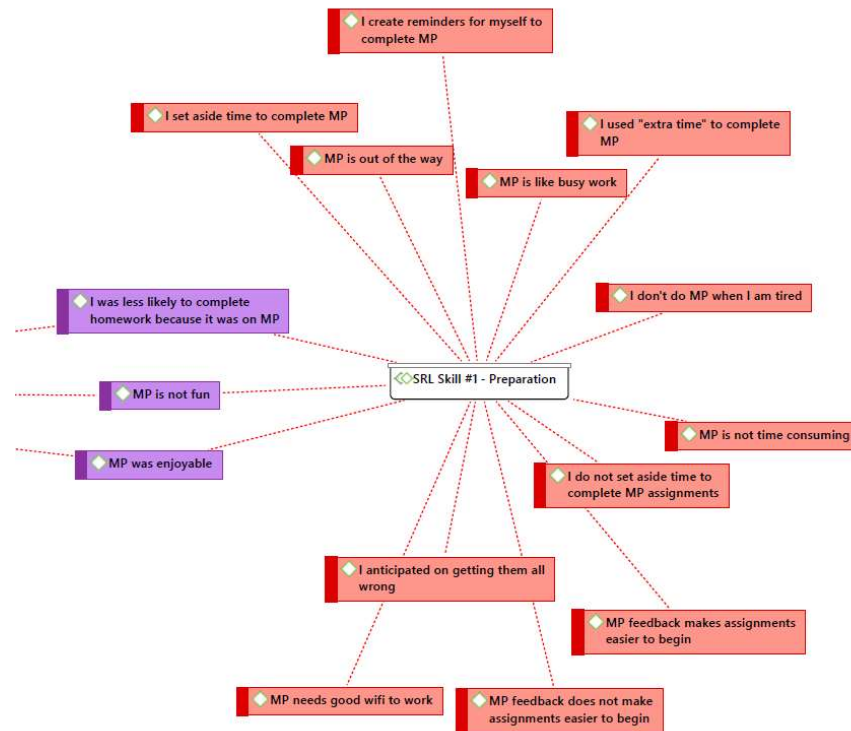 I create reminders for myself to
complete MP
I set aside time to complete MP
I used "extra time" to complete
MP
MP is out of the way
MP is like busy work
I don't do MP when I am tired
I was less likely to complete
homework because it was on MP
SRL Skill #1 - Preparation
MP is not fun
MP is not time consuming
MP was enjoyable
I do not set aside time to
complete MP assignments
I anticipated on getting them all
wrong
MP feedback makes assignments
easier to begin
MP needs good wifi to work
MP feedback does not make
assignments easier to begin